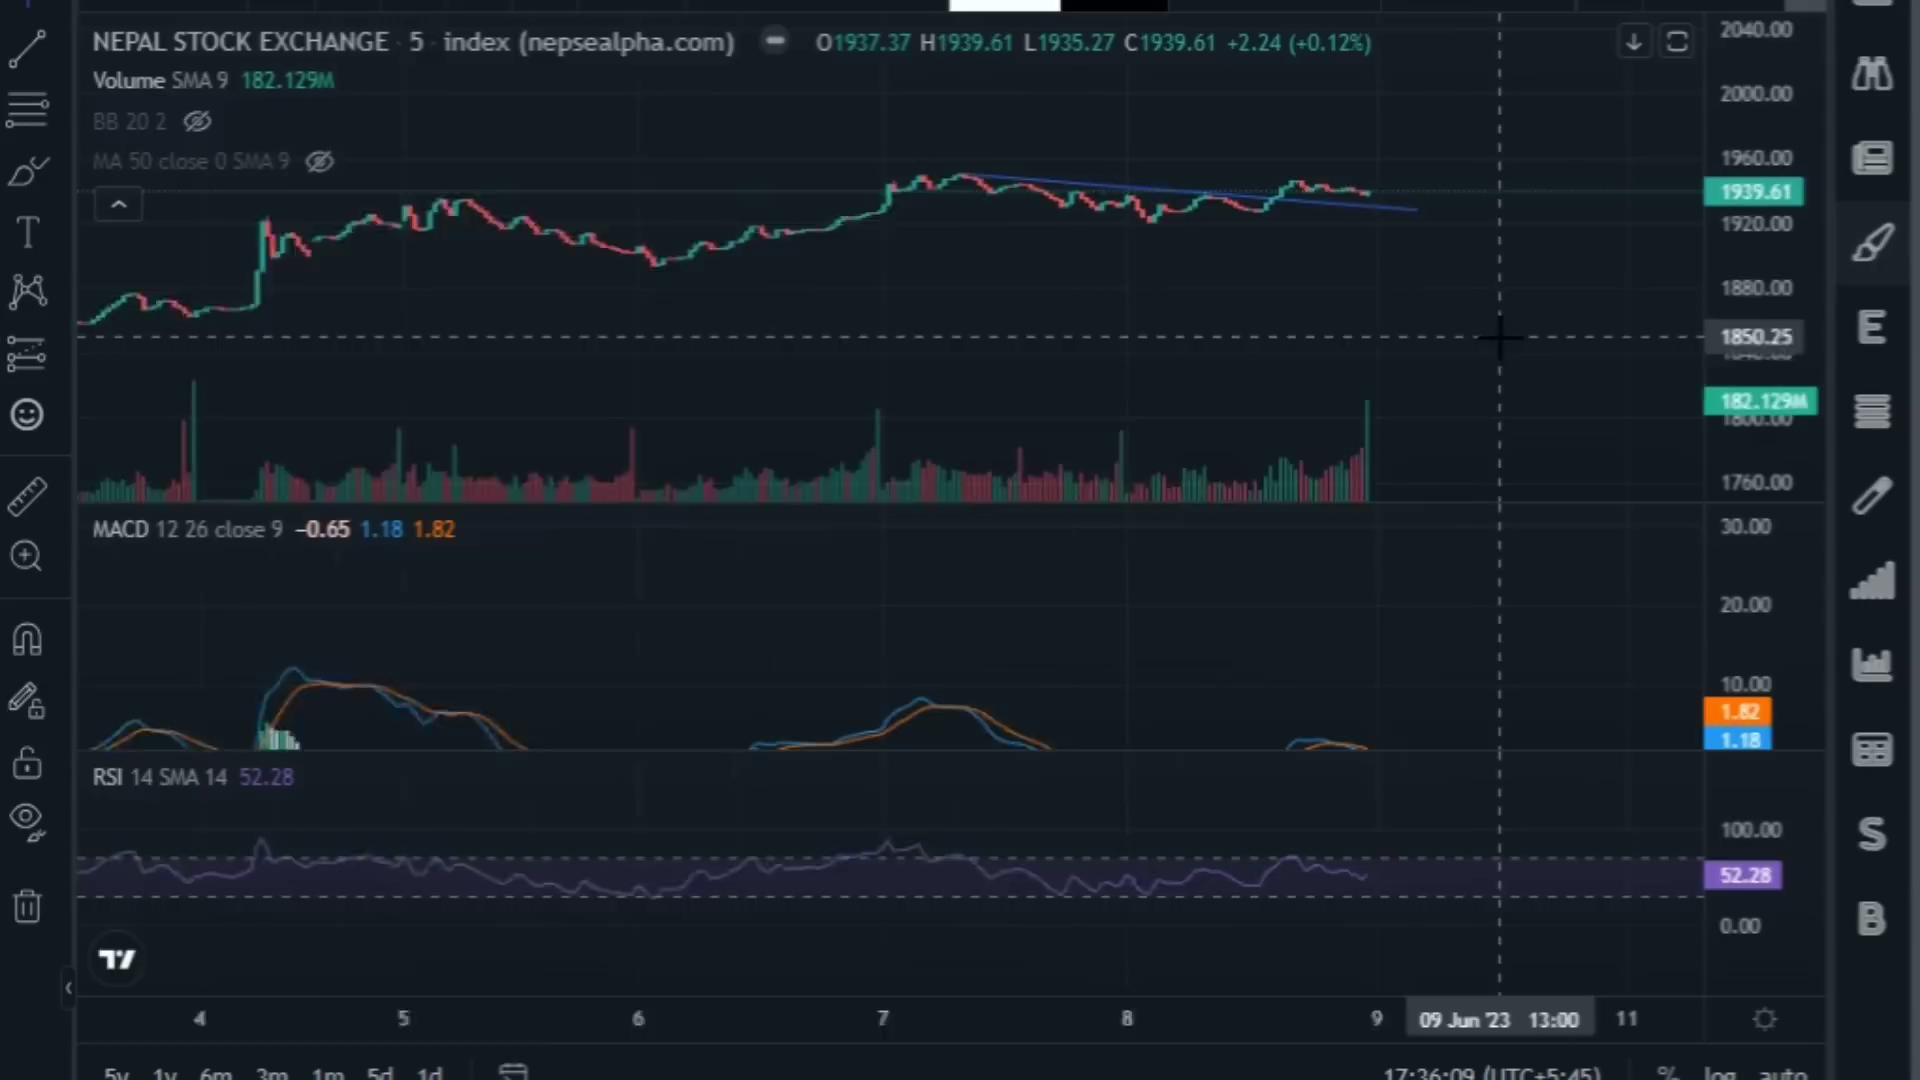 NEPAL STOCK EXCHANGE · 5 · index (nepsealpha.com) O1937.37 H1939.61 L1935.27 C1939.61 +2.24 (+0.12%)
Volume SMA 9 182.129M
BB 20 2
MA 50 close 0 SMA 9
2040.00
2000.00
1960.00
1939.61
1920.00
1880.00
1850.25
182.129M
1800.00
1760.00
MACD 12 26 close 9 −0.65 1.18 1.82
30.00
20.00
10.00
1.82
1.18
RSI 14 SMA 14 52.28
100.00
52.28
0.00
4 5 6 7 8 9 09 Jun '23 13:00 11
5y 1y 6m 3m 1m 5d 1d 17:36:09 (UTC+5:45) % log auto
T
E
S
B